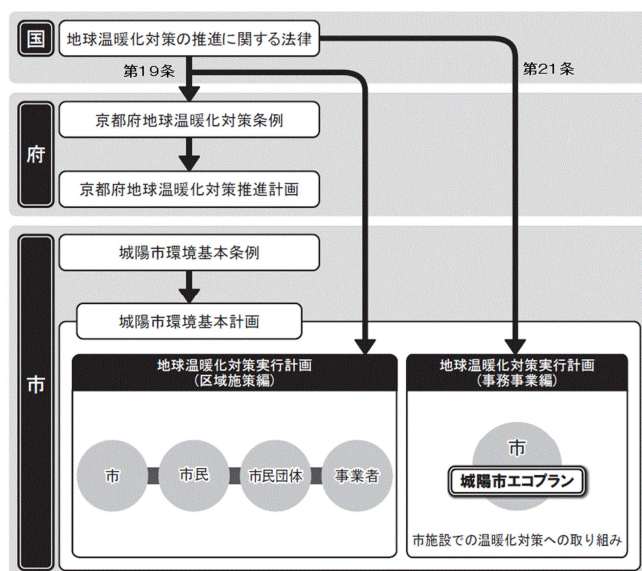 国
地球温暖化対策の推進に関する法律
第19条
第21条
府
京都府地球温暖化対策条例
京都府地球温暖化対策推進計画
市
城陽市環境基本条例
城陽市環境基本計画
地球温暖化対策実行計画
（区域施策編）
市
市民
市民団体
事業者
地球温暖化対策実行計画
（事務事業編）
市
城陽市エコプラン
市施設での温暖化対策への取り組み